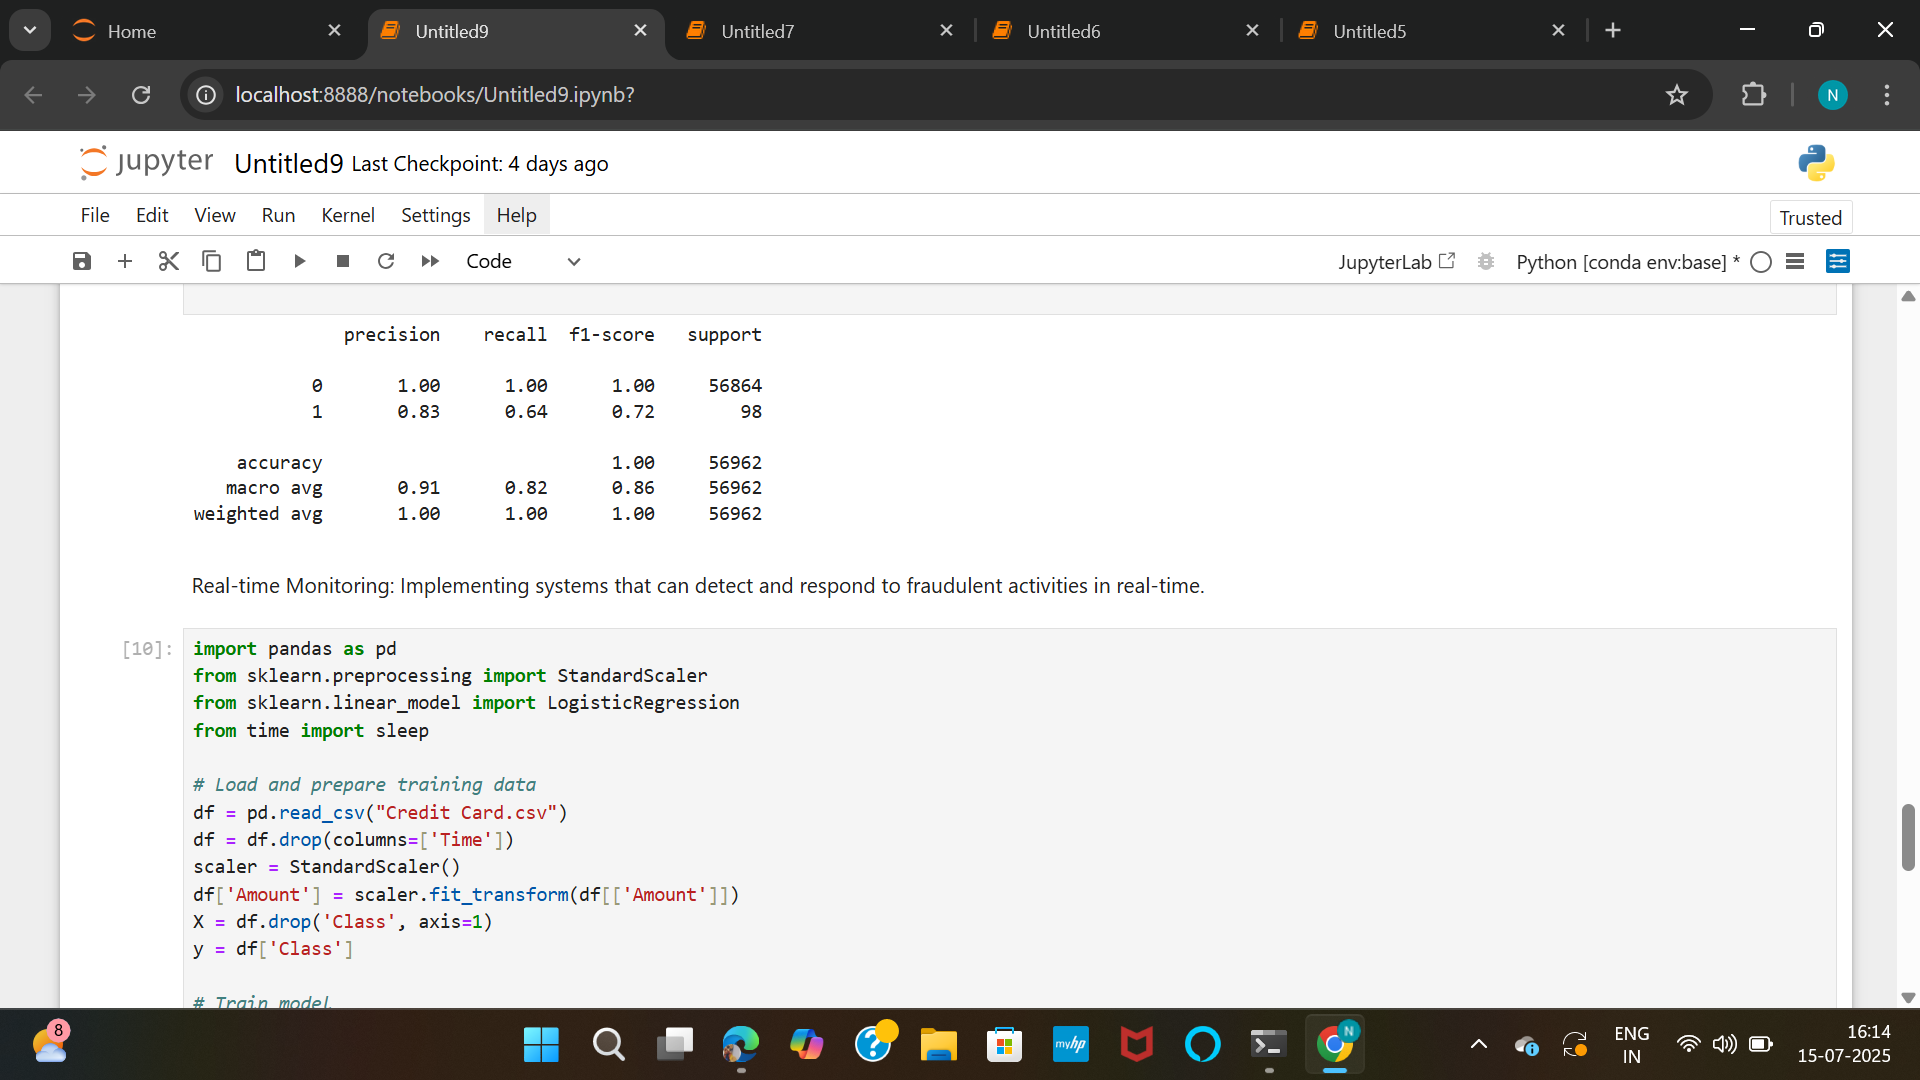 Home
Untitled9
Untitled7
Untitled6
Untitled5
localhost:8888/notebooks/Untitled9.ipynb?
N
jupyter Untitled9 Last Checkpoint: 4 days ago
File Edit View Run Kernel Settings Help
Trusted
Code
JupyterLab
Python [conda env:base] *
precision recall f1-score support
0 1.00 1.00 1.00 56864
1 0.83 0.64 0.72 98
accuracy 1.00 56962
macro avg 0.91 0.82 0.86 56962
weighted avg 1.00 1.00 1.00 56962
Real-time Monitoring: Implementing systems that can detect and respond to fraudulent activities in real-time.
[10]:
import pandas as pd
from sklearn.preprocessing import StandardScaler
from sklearn.linear_model import LogisticRegression
from time import sleep
# Load and prepare training data
df = pd.read_csv("Credit Card.csv")
df = df.drop(columns=['Time'])
scaler = StandardScaler()
df['Amount'] = scaler.fit_transform(df[['Amount']])
X = df.drop('Class', axis=1)
y = df['Class']
# Train model
8
myhp
N
ENG
IN
16:14
15-07-2025